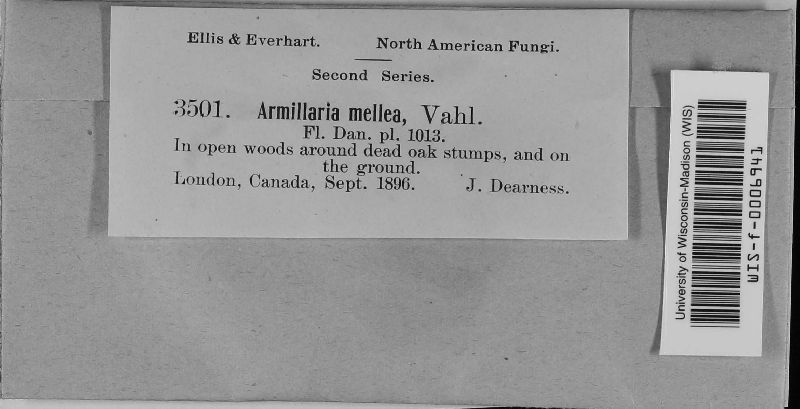 Ellis & Everhart. North American Fungi.
Second Series.
3501. Armillaria mellea, Vahl.
Fl. Dan. pl. 1013.
In open woods around dead oak stumps, and on
the ground.
London, Canada, Sept. 1896. J. Dearness.
University of Wisconsin-Madison (WIS)
WIS-f-0006941